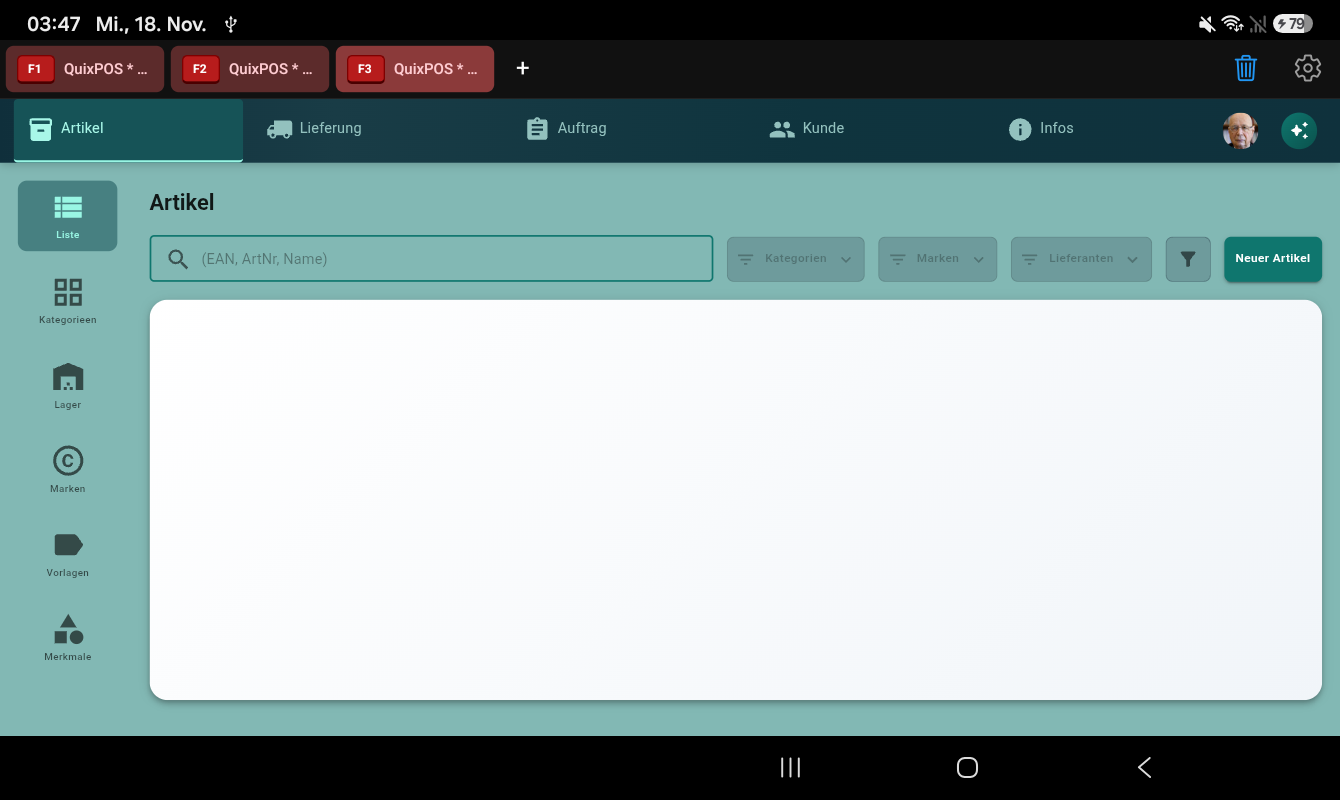 03:47 Mi., 18. Nov. 79
F1 QuixPOS * ... F2 QuixPOS * ... F3 QuixPOS * ... +
Artikel Lieferung Auftrag Kunde Infos
Liste
Kategorieen
Lager
C
Marken
Vorlagen
Merkmale
Artikel
(EAN, ArtNr, Name) Kategorien Marken Lieferanten Neuer Artikel